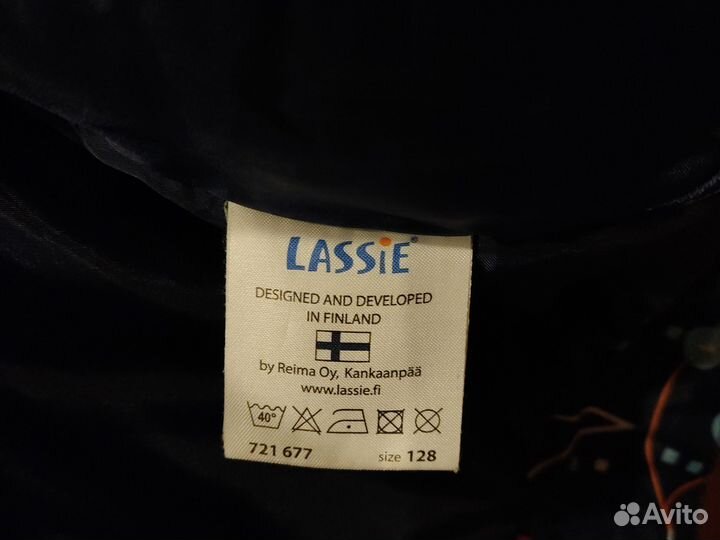 LASSiE
DESIGNED AND DEVELOPED
IN FINLAND
by Reima Oy, Kankaanpää
www.lassie.fi
40°
721 677 size 128
Avito